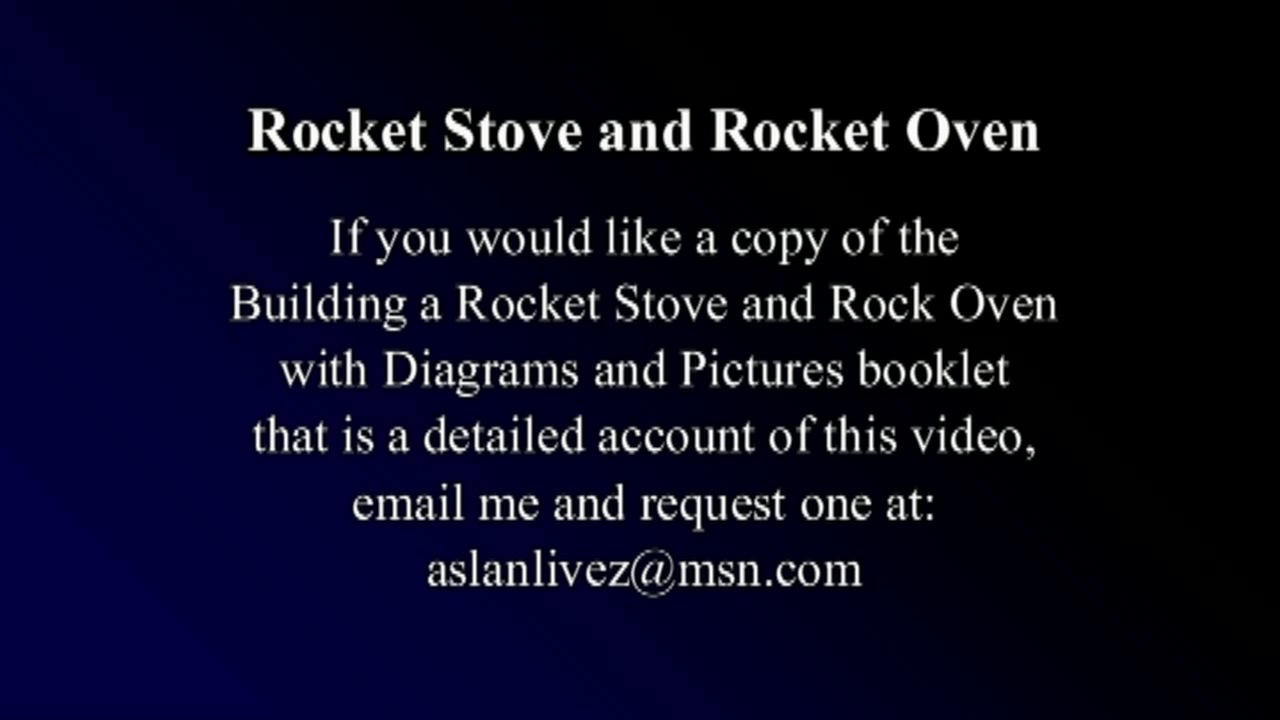 Rocket Stove and Rocket Oven
If you would like a copy of the
Building a Rocket Stove and Rock Oven
with Diagrams and Pictures booklet
that is a detailed account of this video,
email me and request one at:
aslanlivez@msn.com